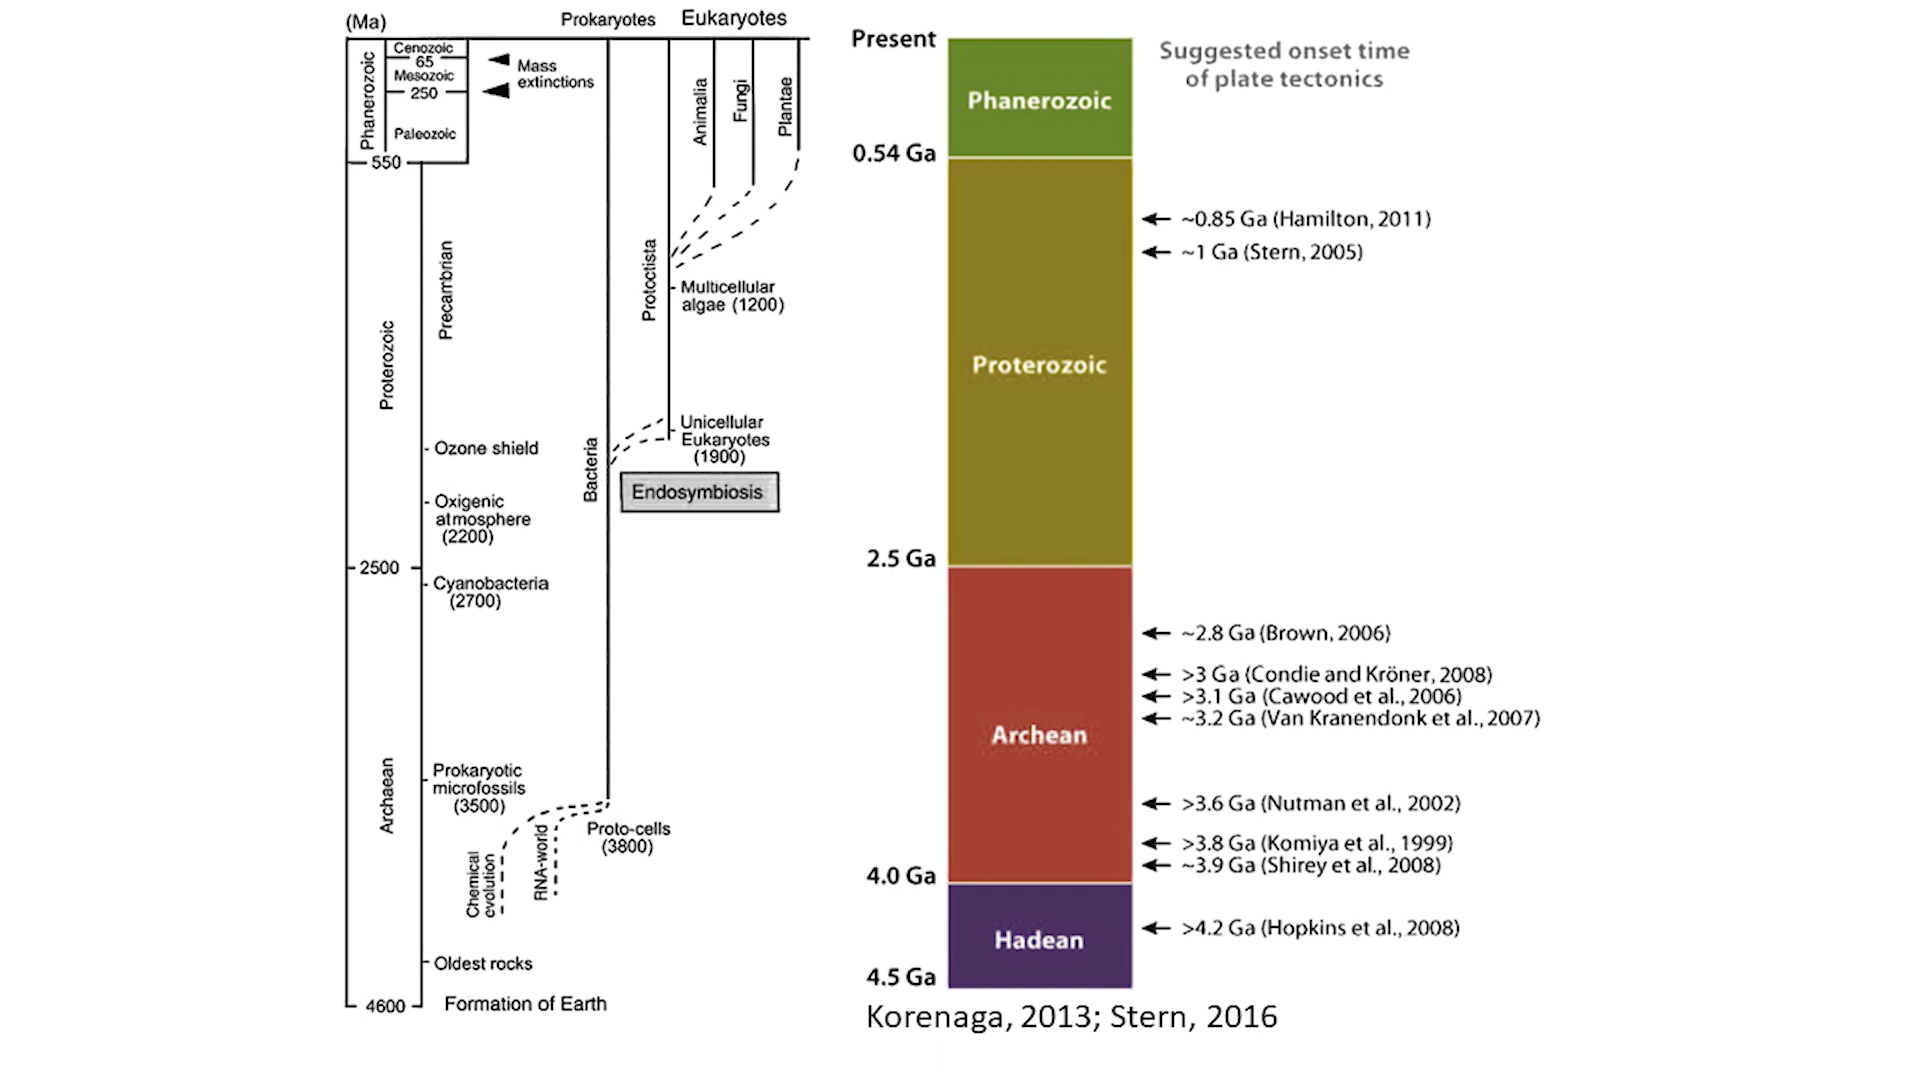 (Ma)
Prokaryotes
Eukaryotes
Phanerozoic
Cenozoic
65
Mesozoic
250
Paleozoic
550
Mass
extinctions
Animalia
Fungi
Plantae
Proterozoic
Precambrian
Protoctista
Multicellular
algae (1200)
Unicellular
Eukaryotes
(1900)
Bacteria
Endosymbiosis
Ozone shield
Oxigenic
atmosphere
(2200)
2500
Cyanobacteria
(2700)
Archaean
Prokaryotic
microfossils
(3500)
Chemical
evolution
RNA-world
Proto-cells
(3800)
Oldest rocks
4600
Formation of Earth
Present
Suggested onset time
of plate tectonics
Phanerozoic
0.54 Ga
~0.85 Ga (Hamilton, 2011)
~1 Ga (Stern, 2005)
Proterozoic
2.5 Ga
~2.8 Ga (Brown, 2006)
>3 Ga (Condie and Kröner, 2008)
>3.1 Ga (Cawood et al., 2006)
~3.2 Ga (Van Kranendonk et al., 2007)
Archean
>3.6 Ga (Nutman et al., 2002)
>3.8 Ga (Komiya et al., 1999)
~3.9 Ga (Shirey et al., 2008)
4.0 Ga
>4.2 Ga (Hopkins et al., 2008)
Hadean
4.5 Ga
Korenaga, 2013; Stern, 2016